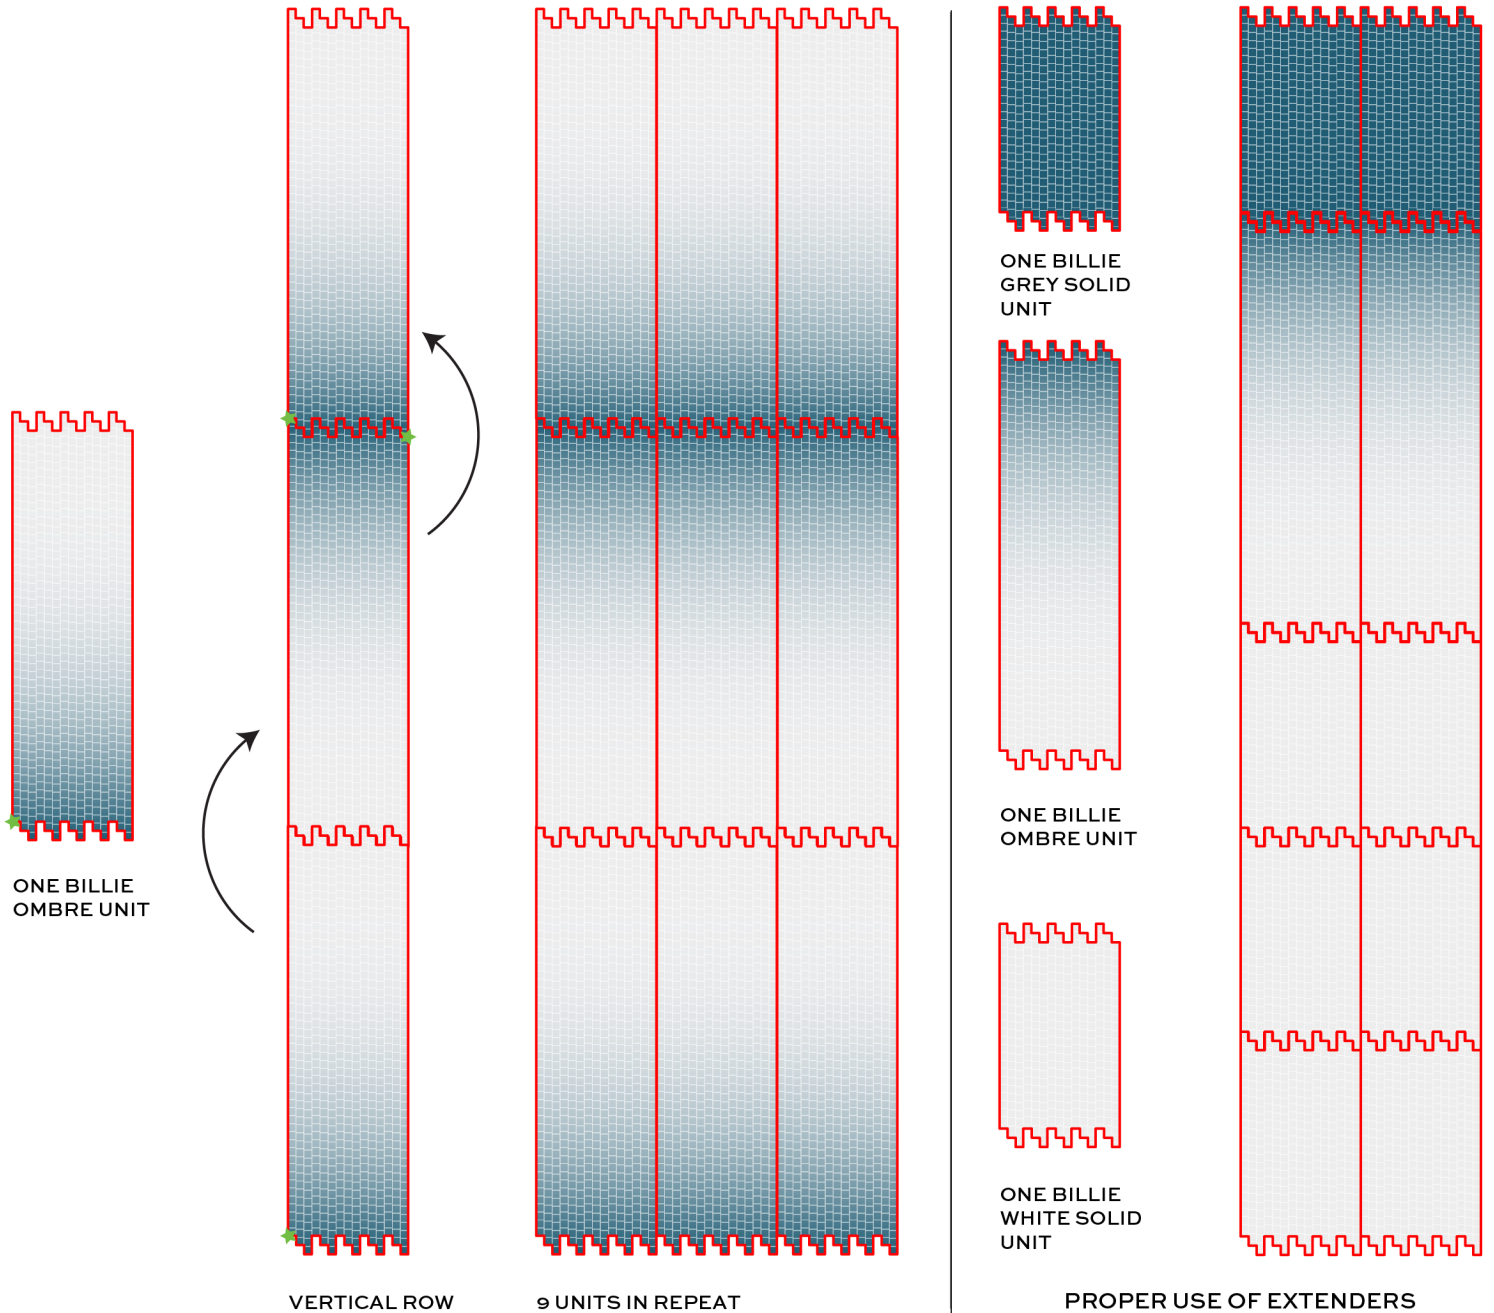 ONE BILLIE
OMBRE UNIT
VERTICAL ROW
9 UNITS IN REPEAT
ONE BILLIE
GREY SOLID
UNIT
ONE BILLIE
OMBRE UNIT
ONE BILLIE
WHITE SOLID
UNIT
PROPER USE OF EXTENDERS